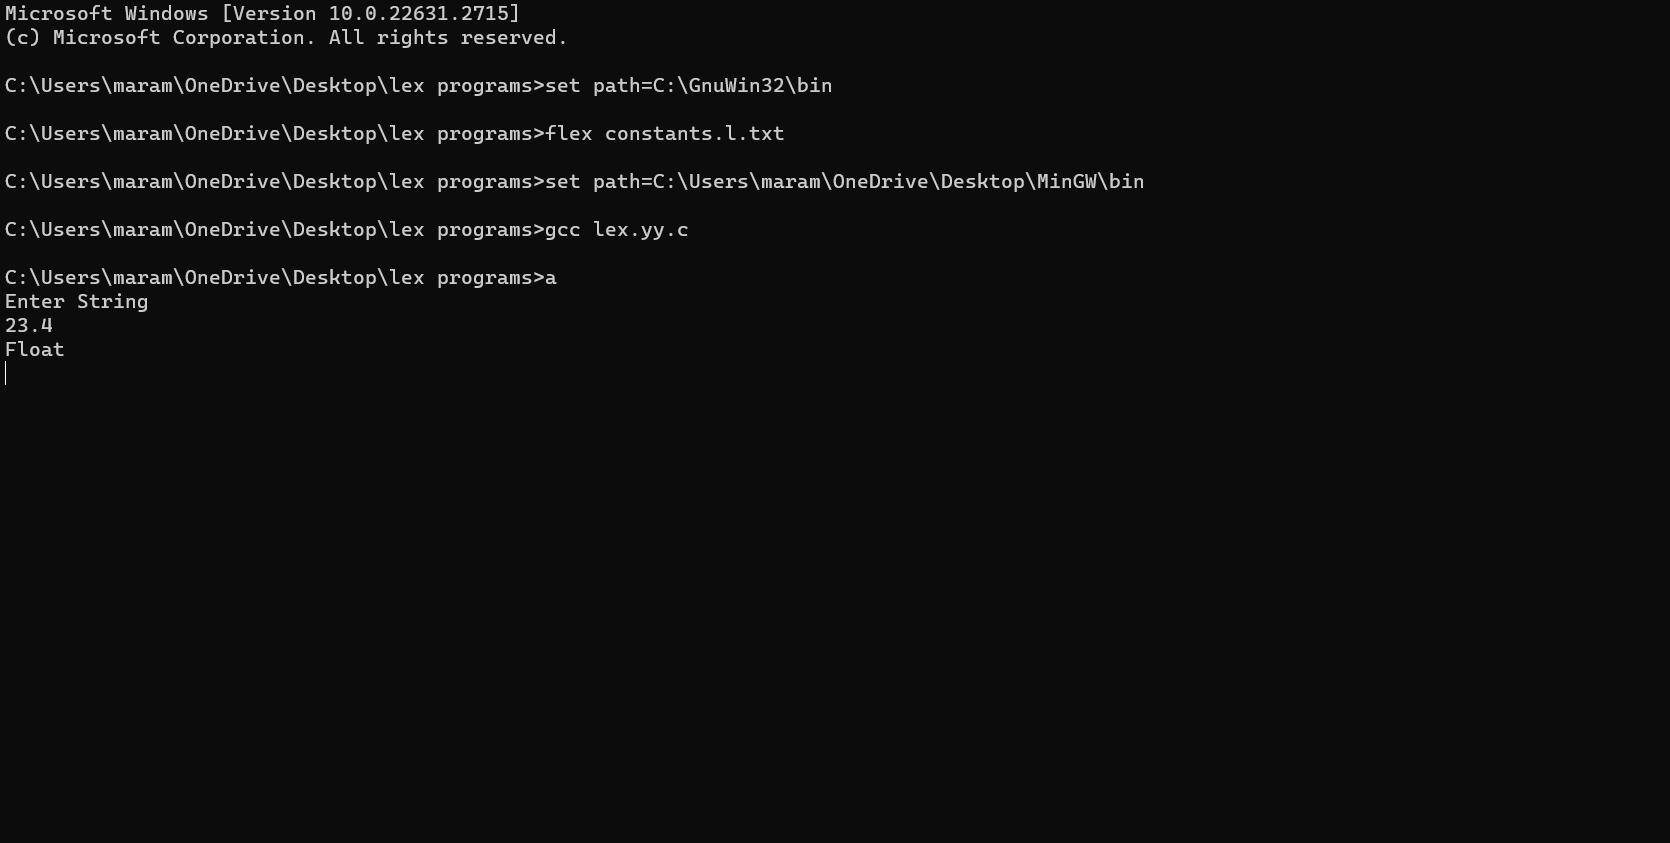 Microsoft Windows [Version 10.0.22631.2715]
(c) Microsoft Corporation. All rights reserved.
C:\Users\maram\OneDrive\Desktop\lex programs>set path=C:\GnuWin32\bin
C:\Users\maram\OneDrive\Desktop\lex programs>flex constants.l.txt
C:\Users\maram\OneDrive\Desktop\lex programs>set path=C:\Users\maram\OneDrive\Desktop\MinGW\bin
C:\Users\maram\OneDrive\Desktop\lex programs>gcc lex.yy.c
C:\Users\maram\OneDrive\Desktop\lex programs>a
Enter String
23.4
Float